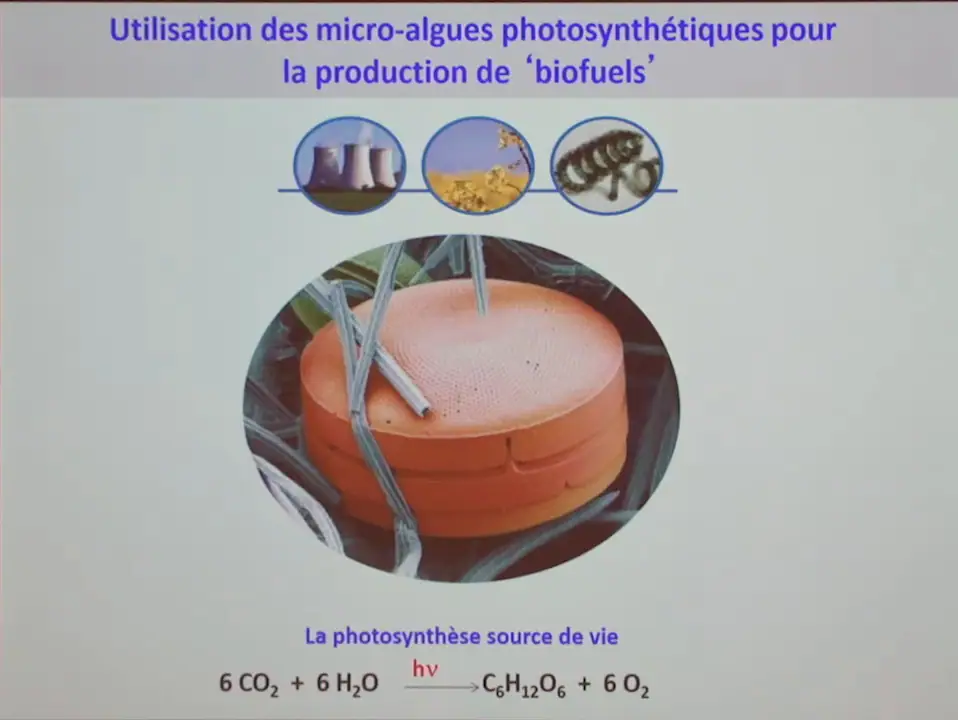 Utilisation des micro-algues photosynthétiques pour
la production de ‘biofuels’
La photosynthèse source de vie
hν
6 CO₂ + 6 H₂O ⟶ C₆H₁₂O₆ + 6 O₂